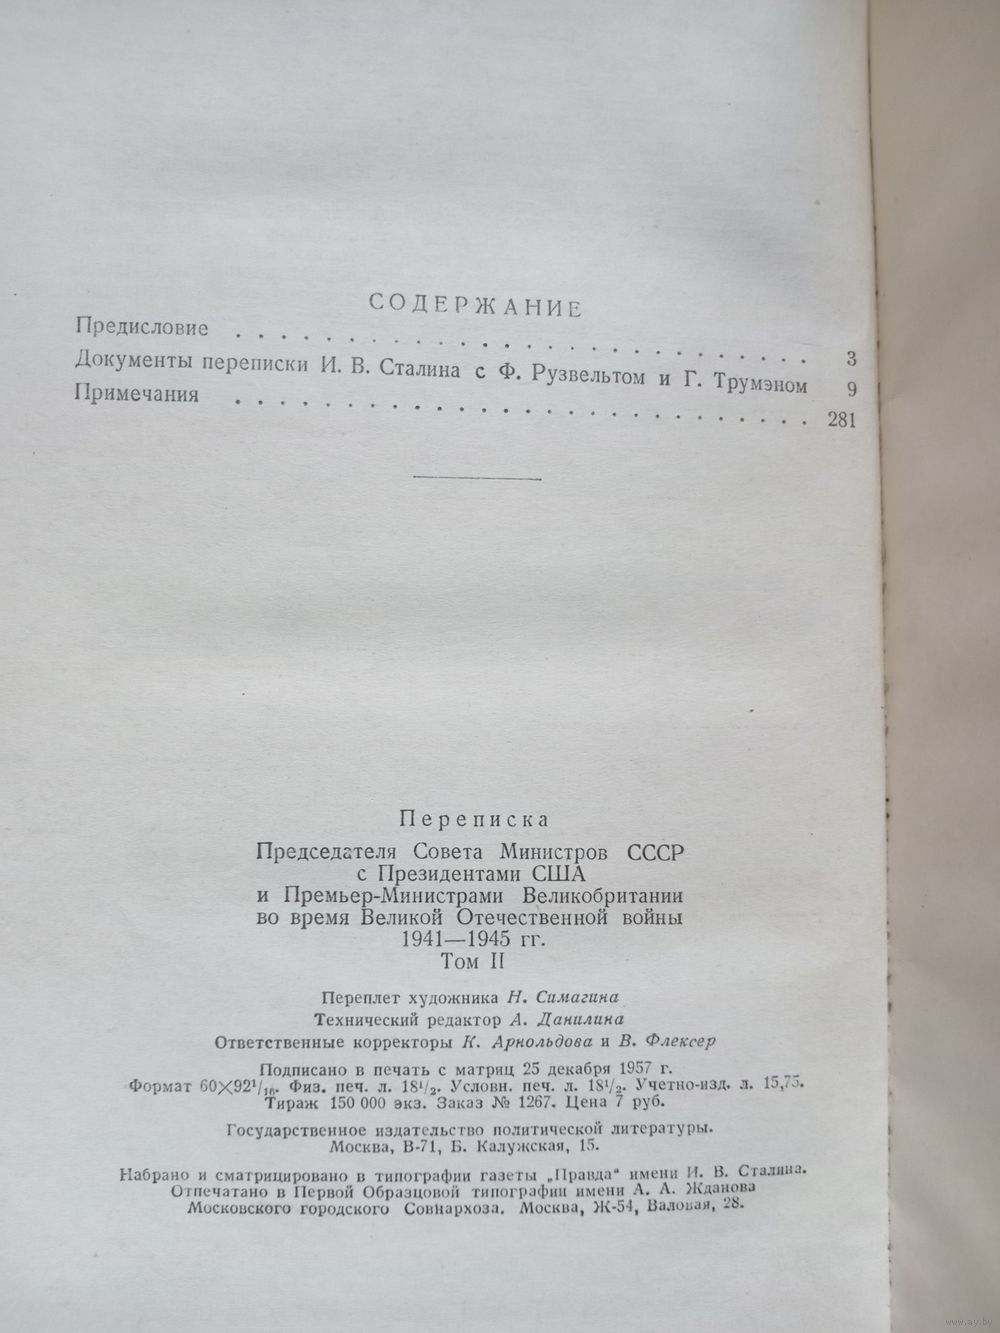 СОДЕРЖАНИЕ
Предисловие . . . . . . . . . . . . . . . . . . . . . . . . . . 3
Документы переписки И. В. Сталина с Ф. Рузвельтом и Г. Трумэном 9
Примечания . . . . . . . . . . . . . . . . . . . . . . . . . . 281
Переписка
Председателя Совета Министров СССР
с Президентами США
и Премьер-Министрами Великобритании
во время Великой Отечественной войны
1941—1945 гг.
Том II
Переплет художника Н. Симагина
Технический редактор А. Данилина
Ответственные корректоры К. Арнольдова и В. Флексер
Подписано в печать с матриц 25 декабря 1957 г.
Формат 60×92¹/₁₆. Физ. печ. л. 18¹/₂. Условн. печ. л. 18¹/₂. Учетно-изд. л. 15,75.
Тираж 150 000 экз. Заказ № 1267. Цена 7 руб.
Государственное издательство политической литературы.
Москва, В-71, Б. Калужская, 15.
Набрано и сматрицировано в типографии газеты „Правда“ имени И. В. Сталина.
Отпечатано в Первой Образцовой типографии имени А. А. Жданова
Московского городского Совнархоза. Москва, Ж-54, Валовая, 28.
www.ay.by